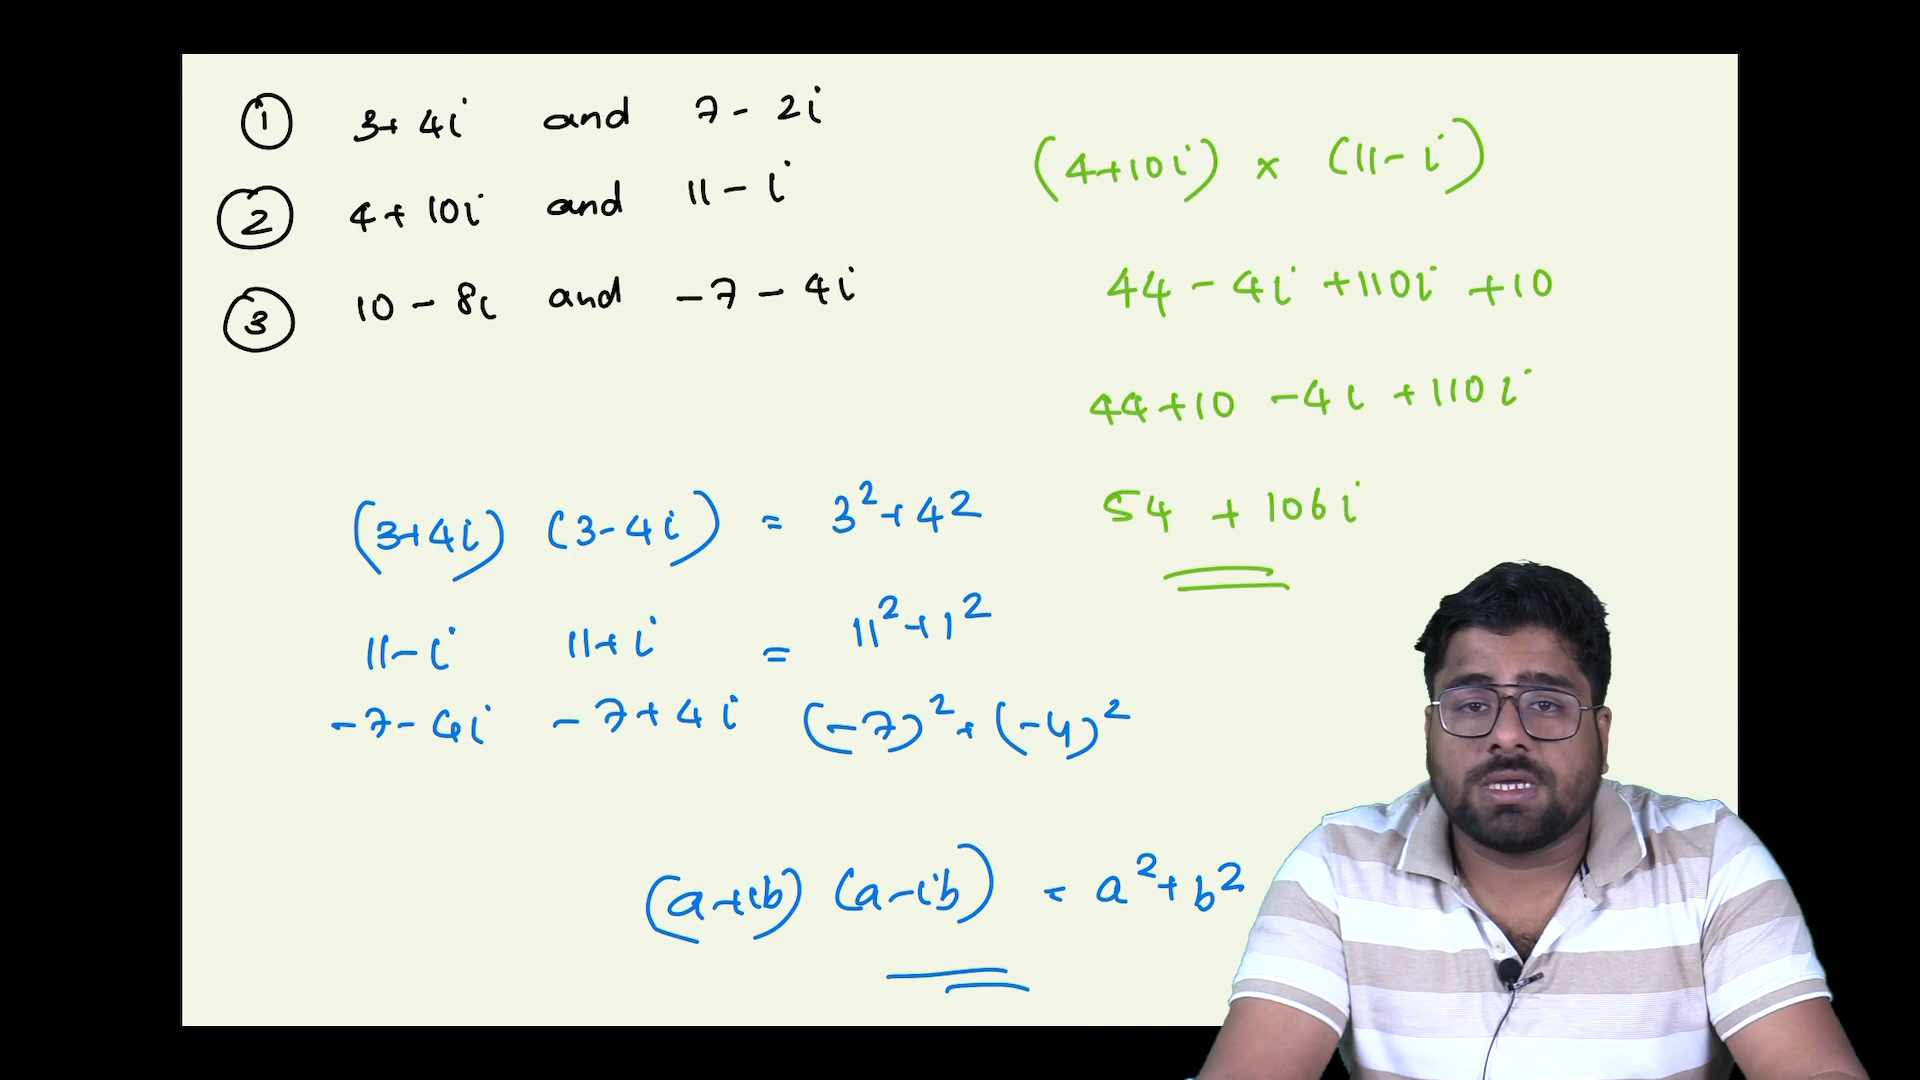 ① 3+4i and 7-2i
② 4+10i and 11-i
③ 10-8i and -7-4i
(4+10i) × (11-i)
44-4i+110i+10
44+10-4i+110i
54+106i
(3+4i) (3-4i) = 3²+4²
11-i 11+i = 11²+1²
-7-4i -7+4i (-7)²+(-4)²
(a+ib) (a-ib) = a²+b²